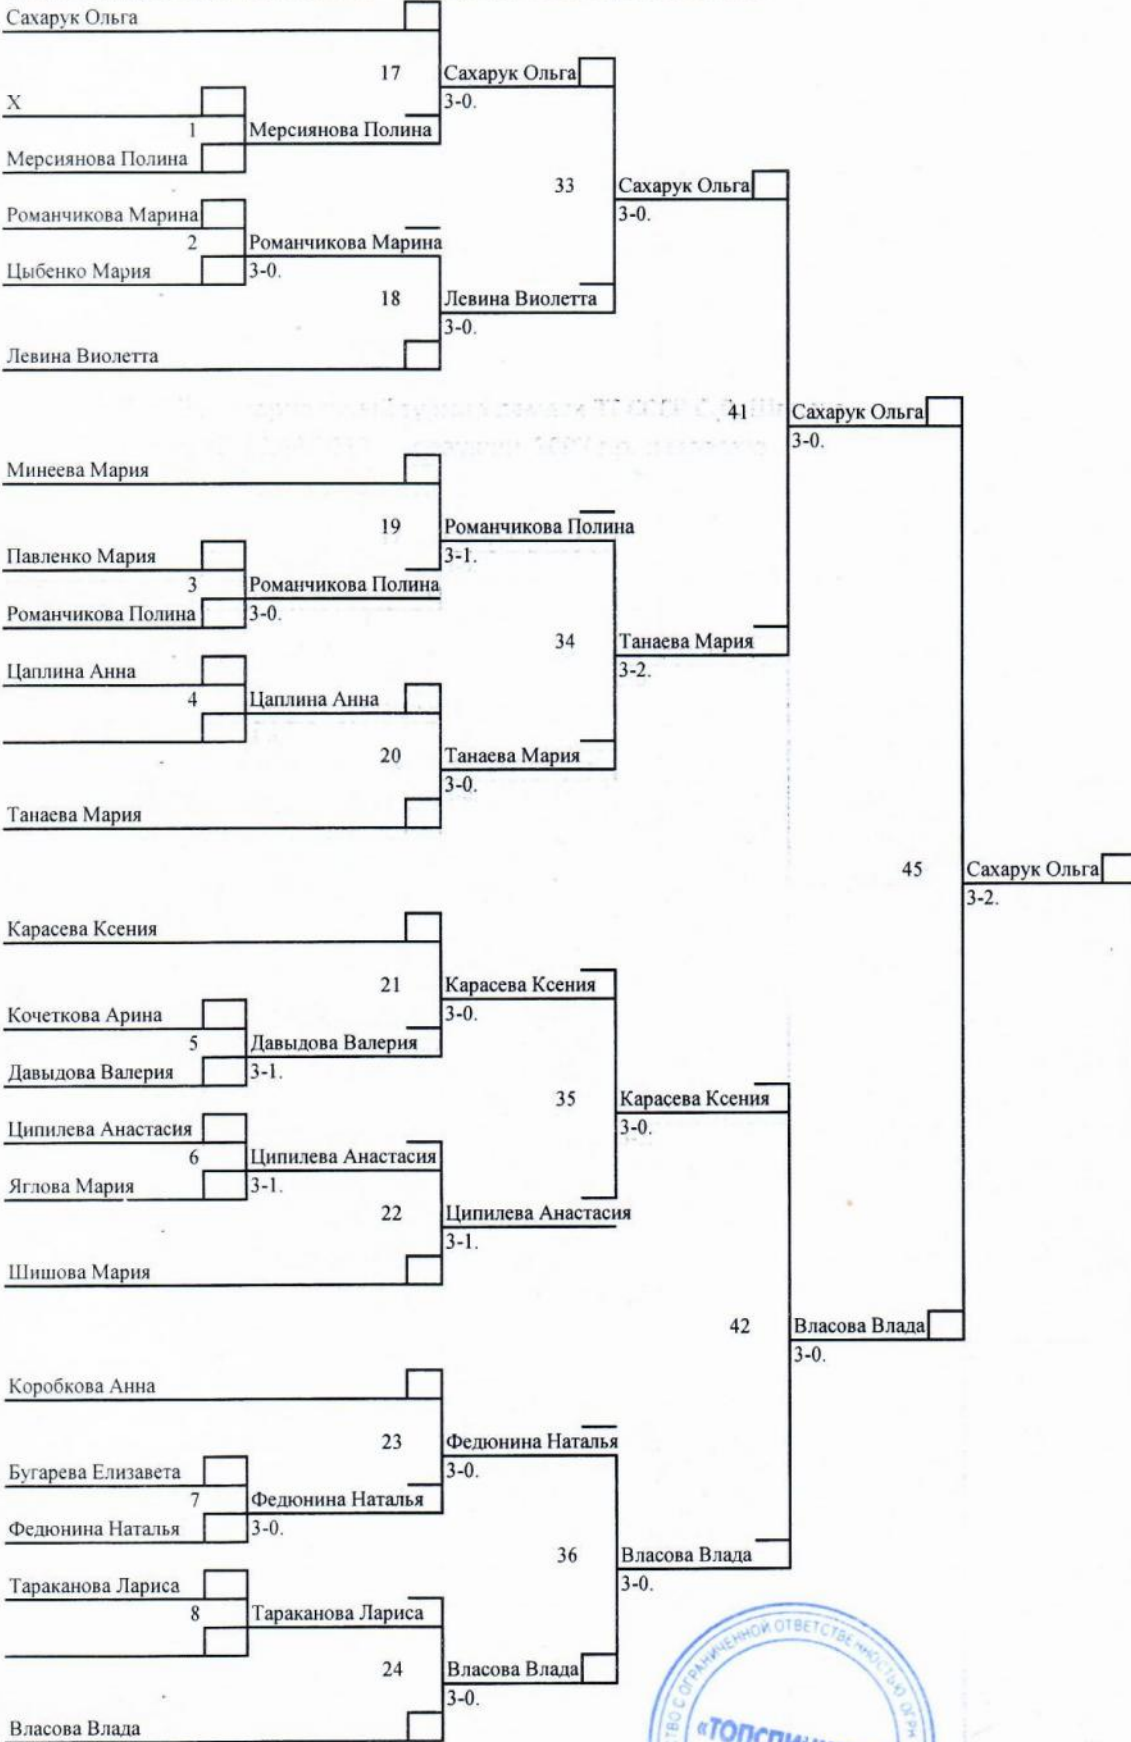 Сахарук Ольга
17
Сахарук Ольга
3-0.
X
1
Мерсиянова Полина
Мерсиянова Полина
33
Сахарук Ольга
3-0.
Романчикова Марина
2
Романчикова Марина
3-0.
Цыбенко Мария
18
Левина Виолетта
3-0.
Левина Виолетта
41
Сахарук Ольга
3-0.
Минеева Мария
19
Романчикова Полина
3-1.
Павленко Мария
3
Романчикова Полина
3-0.
Романчикова Полина
34
Танаева Мария
3-2.
Цаплина Анна
4
Цаплина Анна
20
Танаева Мария
3-0.
Танаева Мария
45
Сахарук Ольга
3-2.
Карасева Ксения
21
Карасева Ксения
3-0.
Кочеткова Арина
5
Давыдова Валерия
3-1.
Давыдова Валерия
35
Карасева Ксения
3-0.
Ципилева Анастасия
6
Ципилева Анастасия
3-1.
Яглова Мария
22
Ципилева Анастасия
3-1.
Шишова Мария
42
Власова Влада
3-0.
Коробкова Анна
23
Федюнина Наталья
3-0.
Бугарева Елизавета
7
Федюнина Наталья
3-0.
Федюнина Наталья
36
Власова Влада
3-0.
Тараканова Лариса
8
Тараканова Лариса
24
Власова Влада
3-0.
Власова Влада
С ОГРАНИЧЕННОЙ ОТВЕТСТВЕННОСТЬЮ ОГРН